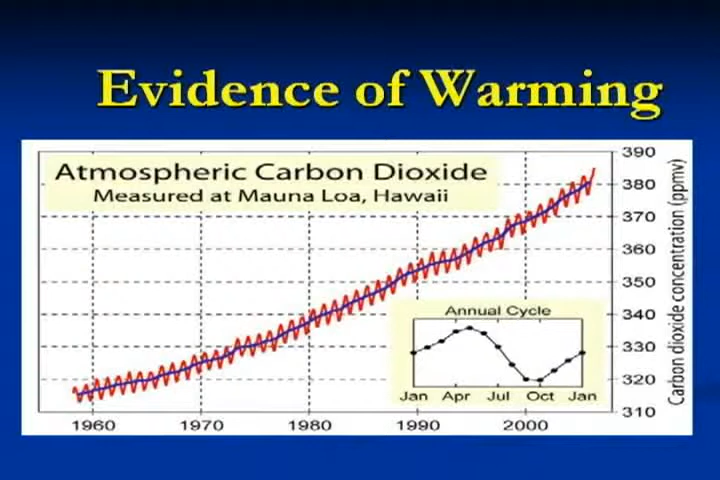 Evidence of Warming
Atmospheric Carbon Dioxide
Measured at Mauna Loa, Hawaii
390
380
370
360
350
340
330
320
310
Carbon dioxide concentration (ppmv)
Annual Cycle
Jan Apr Jul Oct Jan
1960 1970 1980 1990 2000